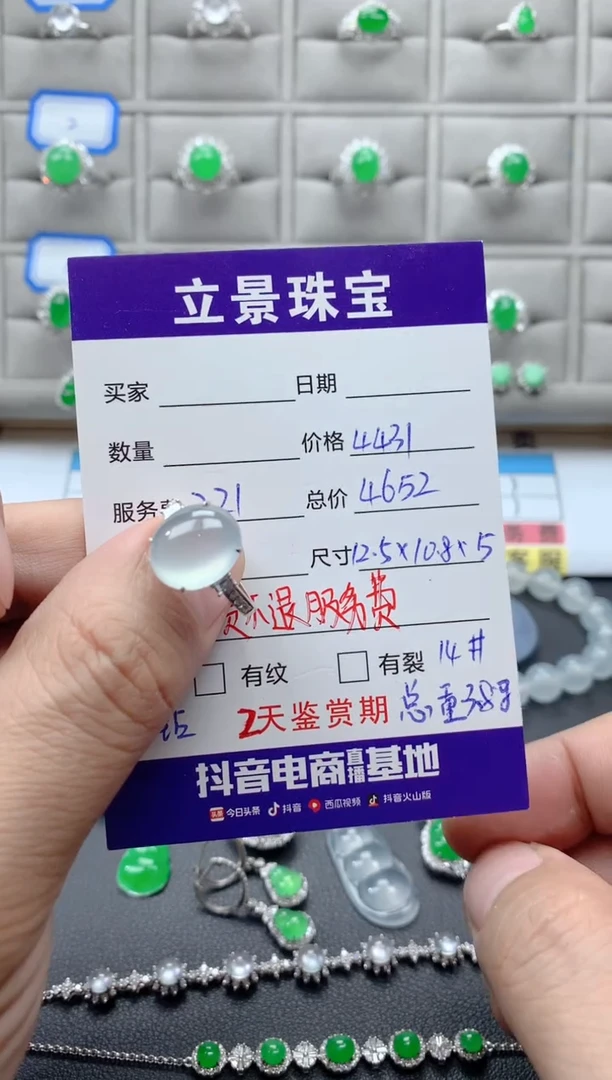 立景珠宝
买家 日期
数量 价格 4431
服务费 221 总价 4652
尺寸 12.5×10.8×5
不退服务费
有纹 有裂 14#
2天鉴赏期 总重3.8g
抖音电商直播基地
头条 今日头条 抖音 西瓜视频 抖音火山版